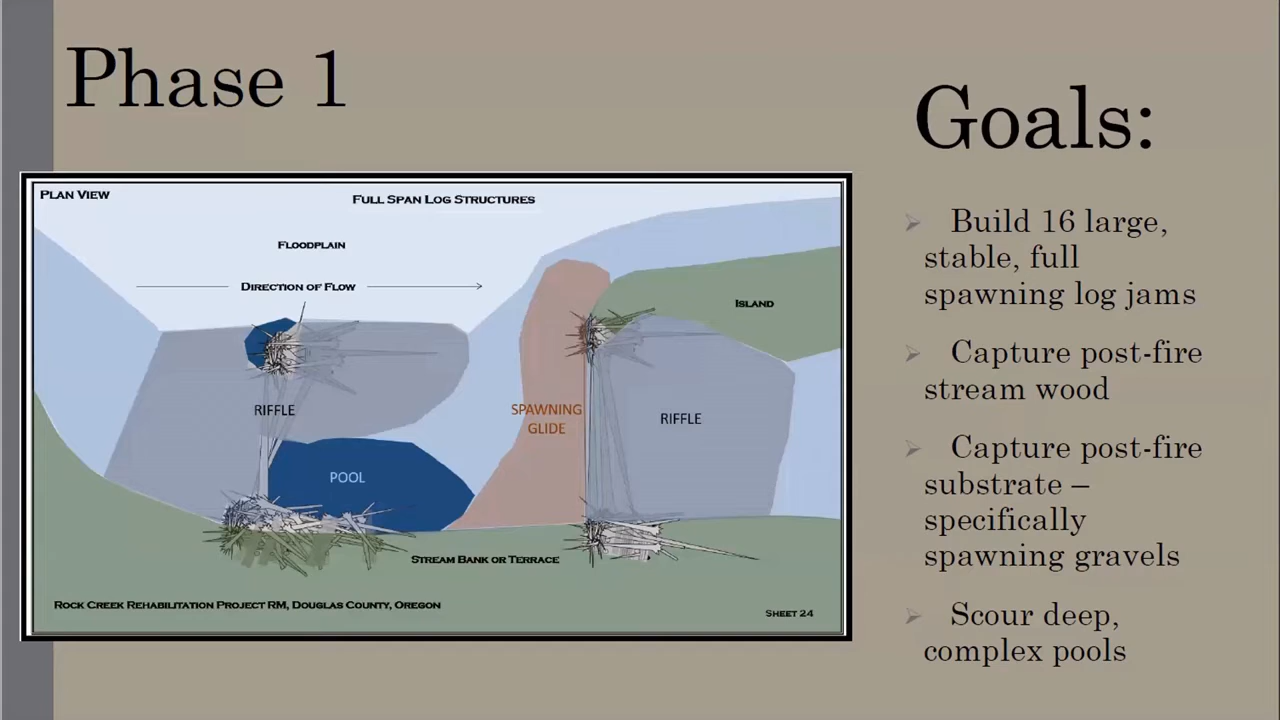 Phase 1
PLAN VIEW
FULL SPAN LOG STRUCTURES
FLOODPLAIN
DIRECTION OF FLOW
ISLAND
RIFFLE
SPAWNING
GLIDE
RIFFLE
POOL
STREAM BANK OR TERRACE
ROCK CREEK REHABILITATION PROJECT RM, DOUGLAS COUNTY, OREGON
SHEET 24
Goals:
Build 16 large,
stable, full
spawning log jams
Capture post-fire
stream wood
Capture post-fire
substrate –
specifically
spawning gravels
Scour deep,
complex pools